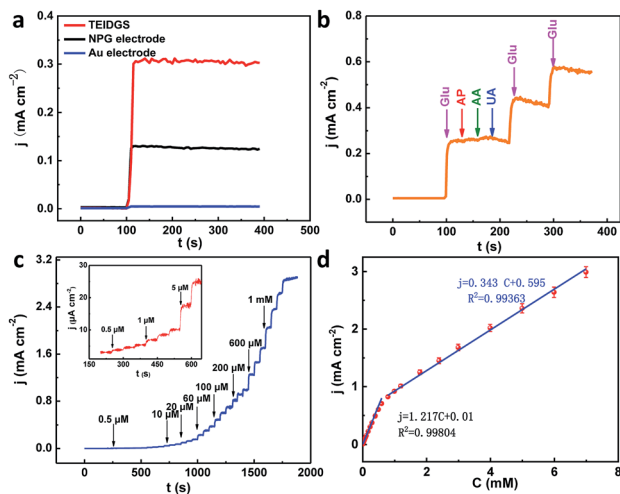 a
TEIDGS
NPG electrode
Au electrode
j (mA cm⁻²)
0.4
0.3
0.2
0.1
0.0
0 100 200 300 400 500
t (s)
b
j (mA cm⁻²)
0.8
0.6
0.4
0.2
0.0
Glu
AP
AA
UA
Glu
Glu
0 100 200 300 400
t (s)
c
j (mA cm⁻²)
3.6
2.4
1.2
0.0
j (μA cm⁻²)
30
20
10
0.5 μM
1 μM
5 μM
150 300 450 600
t (s)
0.5 μM
10 μM
20 μM
60 μM
100 μM
200 μM
600 μM
1 mM
0 500 1000 1500 2000
t (s)
d
j (mA cm⁻²)
3
2
1
0
j=0.343 C+0.595
R²=0.99363
j=1.217C+0.01
R²=0.99804
0 2 4 6 8
C (mM)